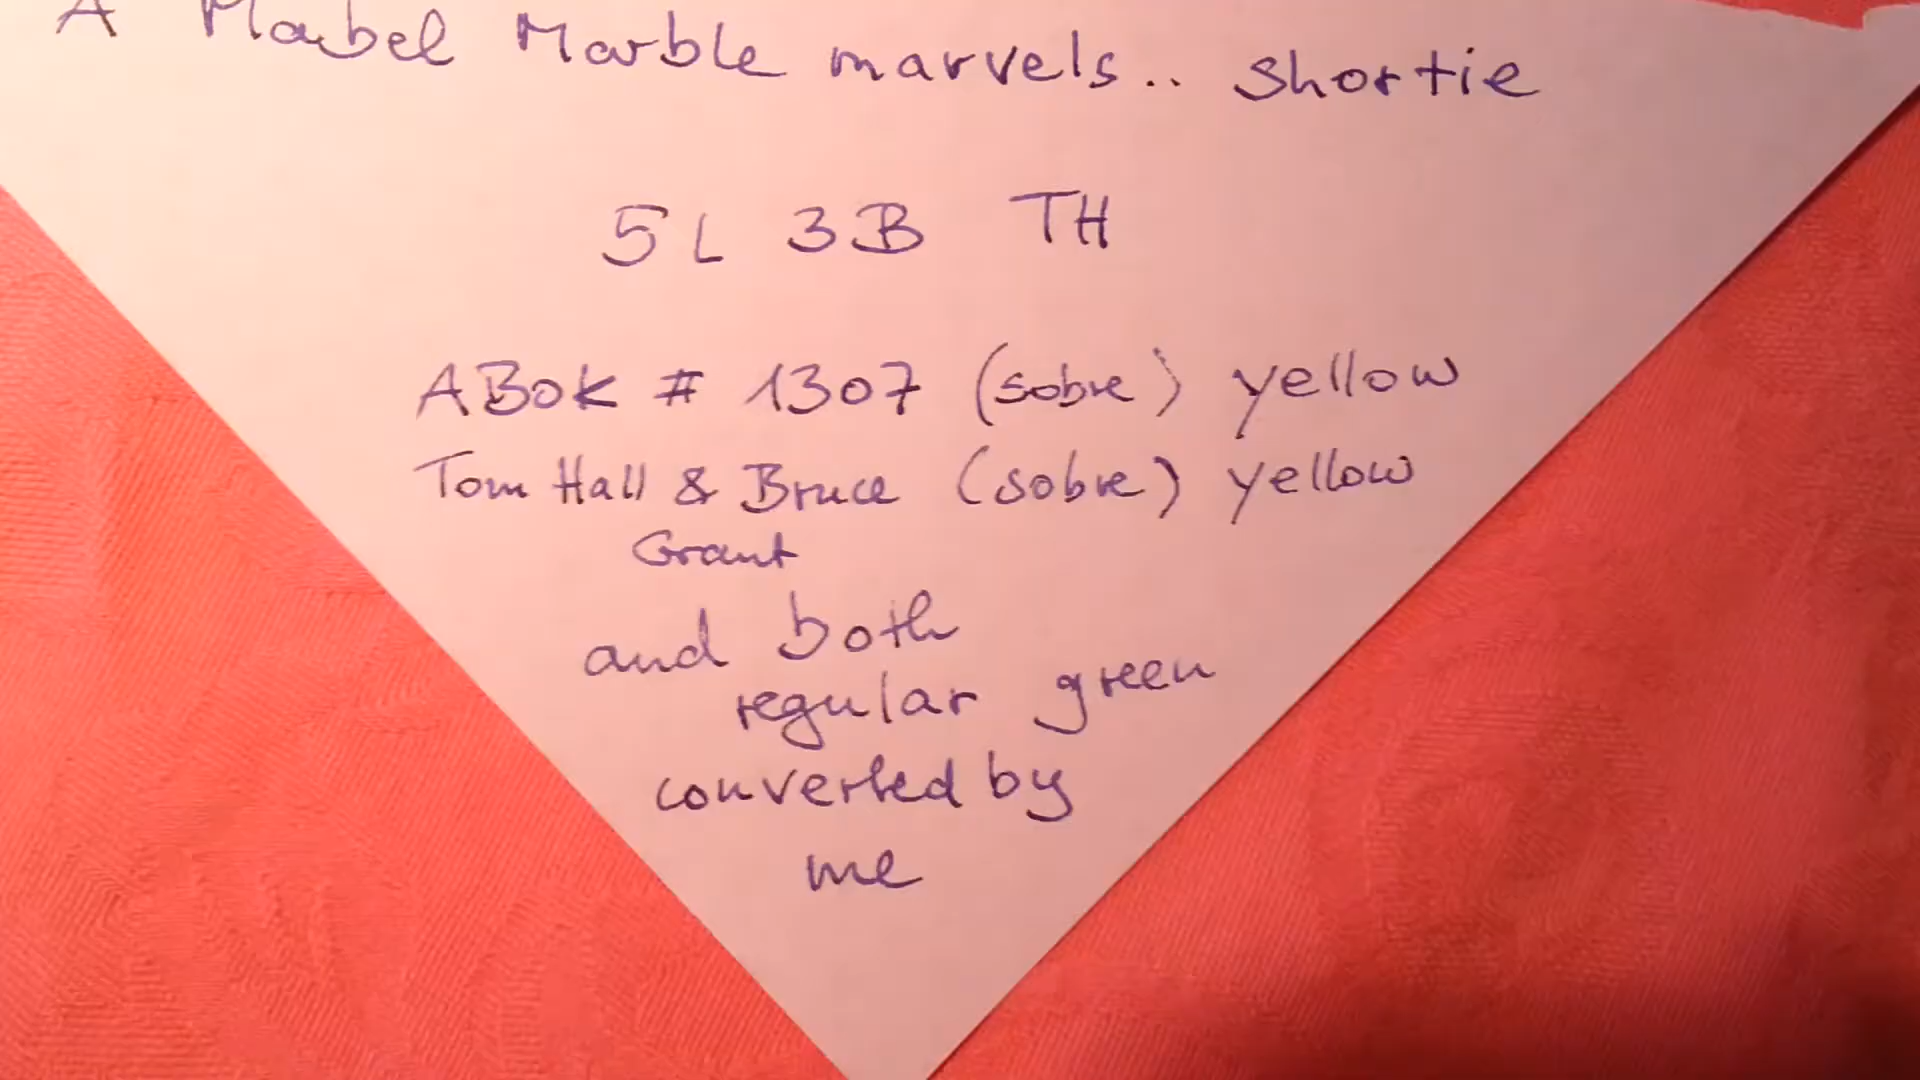 A Mabel Marble marvels.. shortie
5L 3B TH
ABOK # 1307 (sobre) yellow
Tom Hall & Bruce (sobre) yellow
Grant
and both
regular green
converted by
me